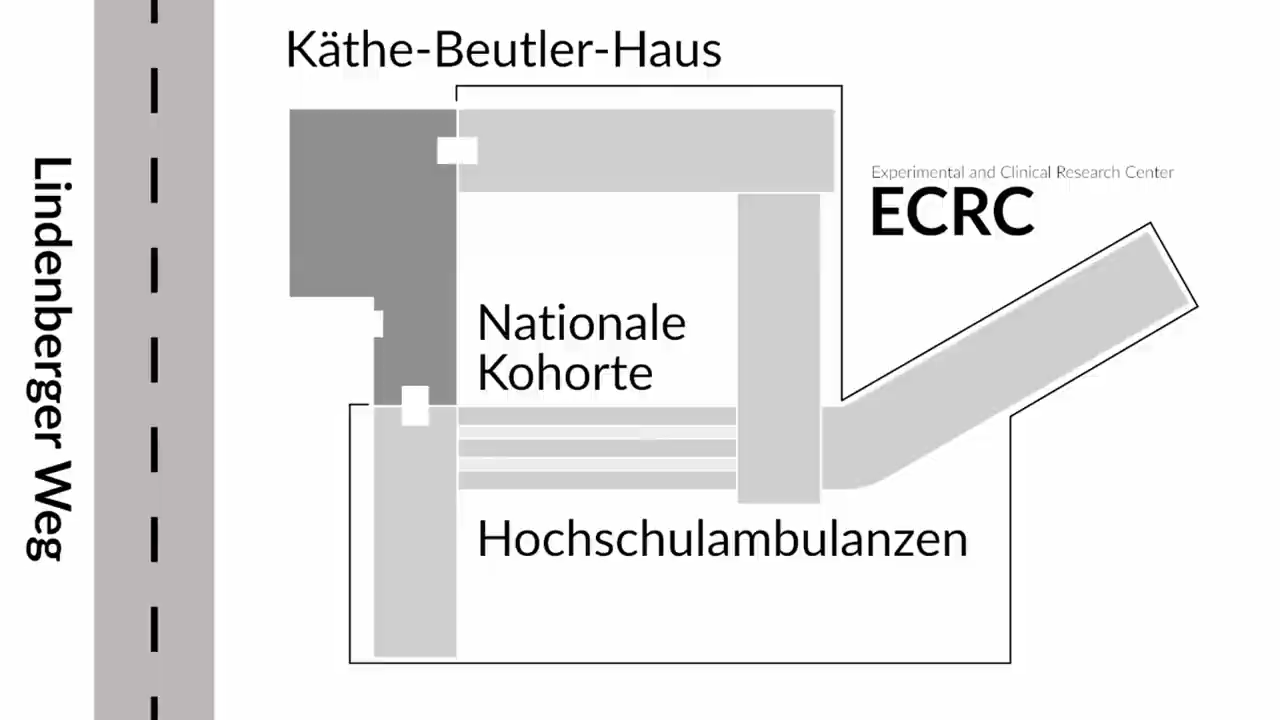 Käthe-Beutler-Haus
Lindenberger Weg
Experimental and Clinical Research Center
ECRC
Nationale
Kohorte
Hochschulambulanzen